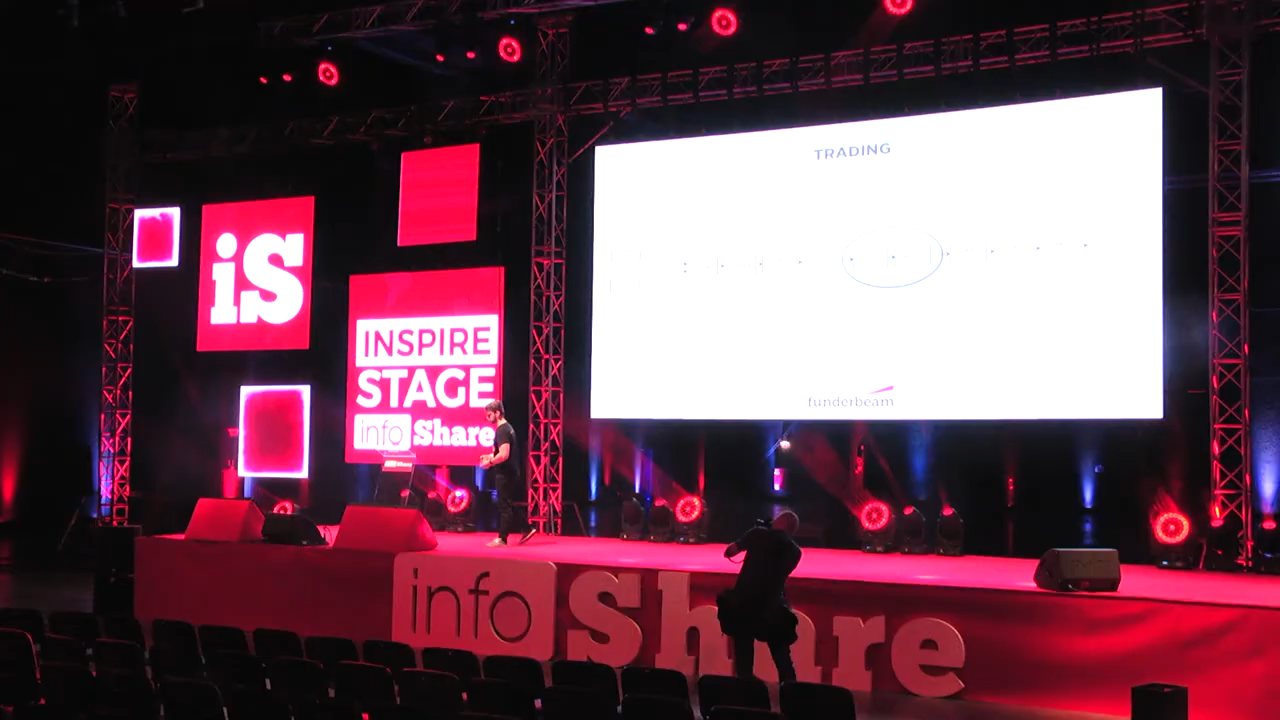 TRADING
iS
INSPIRE
STAGE
info Share
funderbeam
info Share